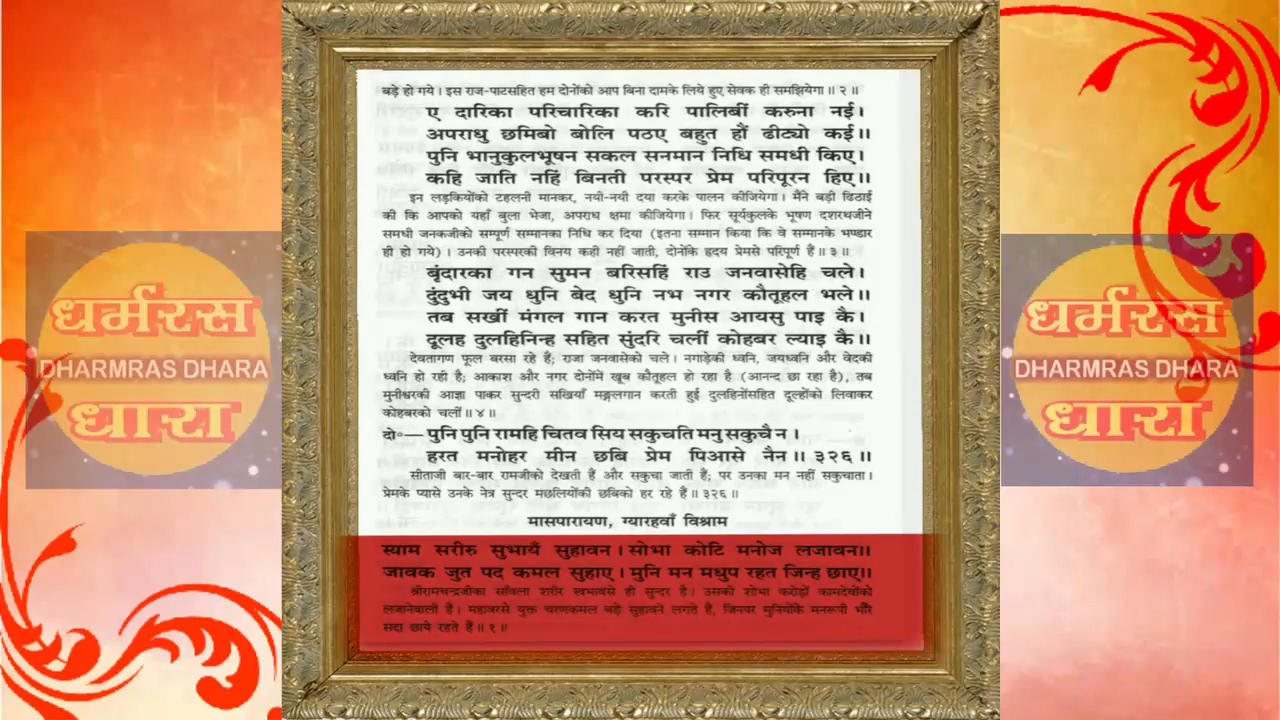 बड़े हो गये। इस राज-पाटसहित हम दोनोंको आप बिना दामके लिये हुए सेवक ही समझियेगा॥ २॥
ए दारिका परिचारिका करि पालिबीं करुना नई।
अपराधु छमिबो बोलि पठए बहुत हौं ढीट्यो कई॥
पुनि भानुकुलभूषन सकल सनमान निधि समधी किए।
कहि जाति नहिं बिनती परस्पर प्रेम परिपूरन हिए॥
इन लड़कियोंको टहलनी मानकर, नयी-नयी दया करके पालन कीजियेगा। मैंने बड़ी ढिठाई
की कि आपको यहाँ बुला भेजा, अपराध क्षमा कीजियेगा। फिर सूर्यकुलके भूषण दशरथजीने
समधी जनकजीको सम्पूर्ण सम्मानका निधि कर दिया (इतना सम्मान किया कि वे सम्मानके भण्डार
ही हो गये)। उनकी परस्परकी विनय कही नहीं जाती, दोनोंके हृदय प्रेमसे परिपूर्ण हैं॥ ३॥
बृंदारका गन सुमन बरिसहिं राउ जनवासेहि चले।
दुंदुभी जय धुनि बेद धुनि नभ नगर कौतूहल भले॥
तब सखीं मंगल गान करत मुनीस आयसु पाइ कै।
दूलह दुलहिनिन्ह सहित सुंदरि चलीं कोहबर ल्याइ कै॥
देवतागण फूल बरसा रहे हैं; राजा जनवासेको चले। नगाड़ेकी ध्वनि, जयध्वनि और वेदकी
ध्वनि हो रही है; आकाश और नगर दोनोंमें खूब कौतूहल हो रहा है (आनन्द छा रहा है), तब
मुनीश्वरकी आज्ञा पाकर सुन्दरी सखियाँ मङ्गलगान करती हुई दुलहिनोंसहित दूल्होंको लिवाकर
कोहबरको चलीं॥ ४॥
दो०— पुनि पुनि रामहि चितव सिय सकुचति मनु सकुचै न।
हरत मनोहर मीन छबि प्रेम पिआसे नैन॥ ३२६॥
सीताजी बार-बार रामजीको देखती हैं और सकुचा जाती हैं; पर उनका मन नहीं सकुचाता।
प्रेमके प्यासे उनके नेत्र सुन्दर मछलियोंकी छबिको हर रहे हैं॥ ३२६॥
मासपारायण, ग्यारहवाँ विश्राम
स्याम सरीरु सुभायँ सुहावन। सोभा कोटि मनोज लजावन॥
जावक जुत पद कमल सुहाए। मुनि मन मधुप रहत जिन्ह छाए॥
श्रीरामचन्द्रजीका साँवला शरीर स्वभावसे ही सुन्दर है। उसकी शोभा करोड़ों कामदेवोंको
लजानेवाली है। महावरसे युक्त चरणकमल बड़े सुहावने लगते हैं, जिनपर मुनियोंके मनरूपी भौंरे
सदा छाये रहते हैं॥ १॥
धर्मरस
DHARMRAS DHARA
धारा
धर्मरस
DHARMRAS DHARA
धारा